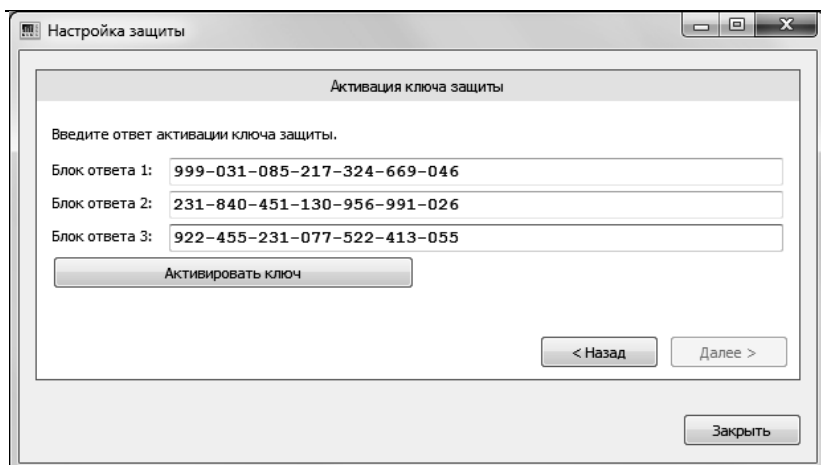 Настройка защиты
Активация ключа защиты
Введите ответ активации ключа защиты.
Блок ответа 1: 999-031-085-217-324-669-046
Блок ответа 2: 231-840-451-130-956-991-026
Блок ответа 3: 922-455-231-077-522-413-055
Активировать ключ
< Назад Далее >
Закрыть